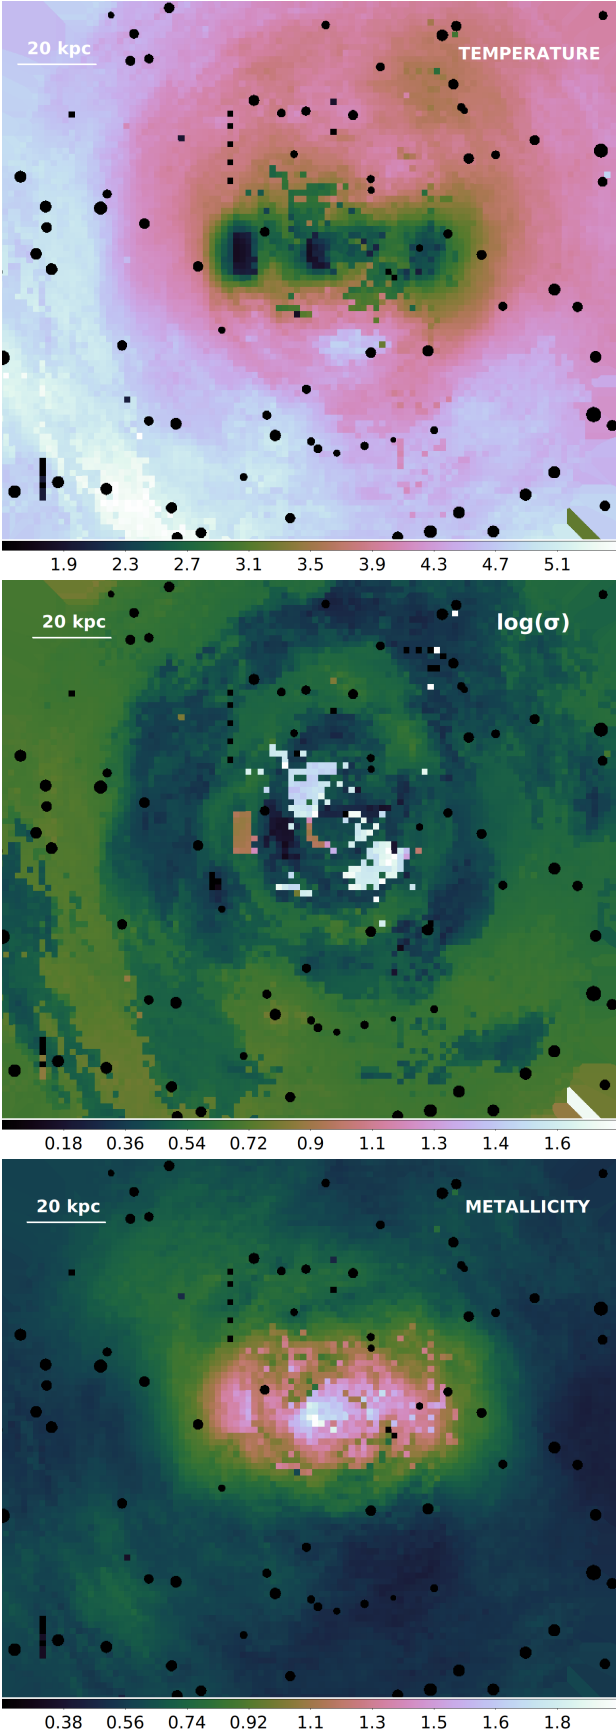 20 kpc
TEMPERATURE
1.9 2.3 2.7 3.1 3.5 3.9 4.3 4.7 5.1
20 kpc
log(σ)
0.18 0.36 0.54 0.72 0.9 1.1 1.3 1.4 1.6
20 kpc
METALLICITY
0.38 0.56 0.74 0.92 1.1 1.3 1.5 1.6 1.8